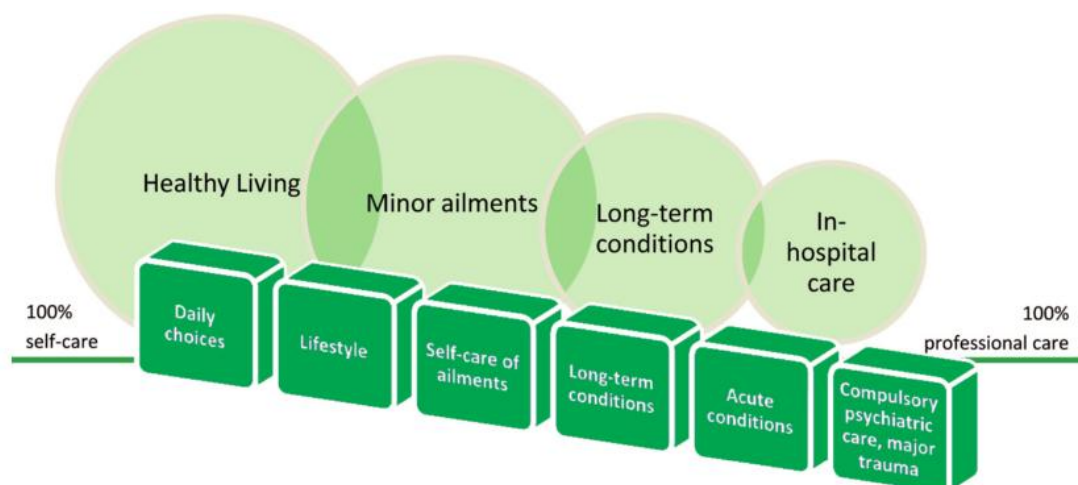 Healthy Living
Minor ailments
Long-term
conditions
In-
hospital
care
100%
self-care
Daily
choices
Lifestyle
Self-care of
ailments
Long-term
conditions
Acute
conditions
Compulsory
psychiatric
care, major
trauma
100%
professional care